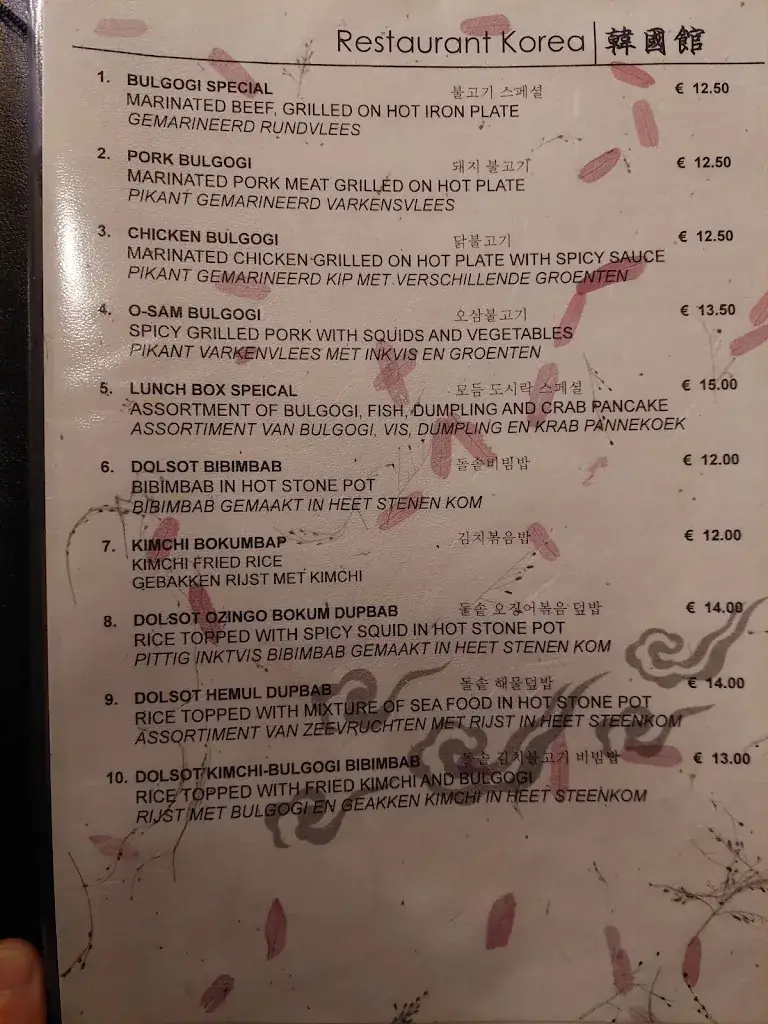 Restaurant Korea | 韓國館
1. BULGOGI SPECIAL 불고기 스페셜 € 12.50
MARINATED BEEF, GRILLED ON HOT IRON PLATE
GEMARINEERD RUNDVLEES
2. PORK BULGOGI 돼지 불고기 € 12.50
MARINATED PORK MEAT GRILLED ON HOT PLATE
PIKANT GEMARINEERD VARKENSVLEES
3. CHICKEN BULGOGI 닭불고기 € 12.50
MARINATED CHICKEN GRILLED ON HOT PLATE WITH SPICY SAUCE
PIKANT GEMARINEERD KIP MET VERSCHILLENDE GROENTEN
4. O-SAM BULGOGI 오삼불고기 € 13.50
SPICY GRILLED PORK WITH SQUIDS AND VEGETABLES
PIKANT VARKENVLEES MET INKVIS EN GROENTEN
5. LUNCH BOX SPEICAL 모듬 도시락 스페셜 € 15.00
ASSORTMENT OF BULGOGI, FISH, DUMPLING AND CRAB PANCAKE
ASSORTIMENT VAN BULGOGI, VIS, DUMPLING EN KRAB PANNEKOEK
6. DOLSOT BIBIMBAB 돌솥비빔밥 € 12.00
BIBIMBAB IN HOT STONE POT
BIBIMBAB GEMAAKT IN HEET STENEN KOM
7. KIMCHI BOKUMBAP 김치볶음밥 € 12.00
KIMCHI FRIED RICE
GEBAKKEN RIJST MET KIMCHI
8. DOLSOT OZINGO BOKUM DUPBAB 돌솥 오징어볶음 덮밥 € 14.00
RICE TOPPED WITH SPICY SQUID IN HOT STONE POT
PITTIG INKTVIS BIBIMBAB GEMAAKT IN HEET STENEN KOM
9. DOLSOT HEMUL DUPBAB 돌솥 해물덮밥 € 14.00
RICE TOPPED WITH MIXTURE OF SEA FOOD IN HOT STONE POT
ASSORTIMENT VAN ZEEVRUCHTEN MET RIJST IN HEET STEENKOM
10. DOLSOT KIMCHI-BULGOGI BIBIMBAB 돌솥 김치불고기 비빔밥 € 13.00
RICE TOPPED WITH FRIED KIMCHI AND BULGOGI
RIJST MET BULGOGI EN GEAKKEN KIMCHI IN HEET STEENKOM